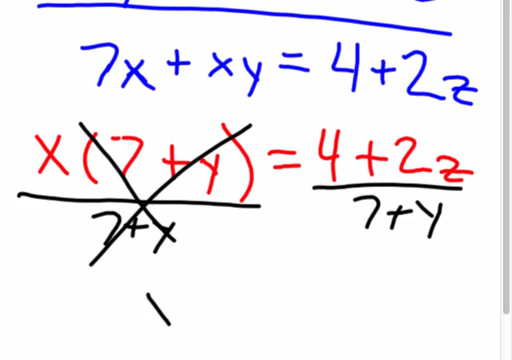 7x + xy = 4 + 2z
x(7 + y) = 4 + 2z
7 + y 7 + y